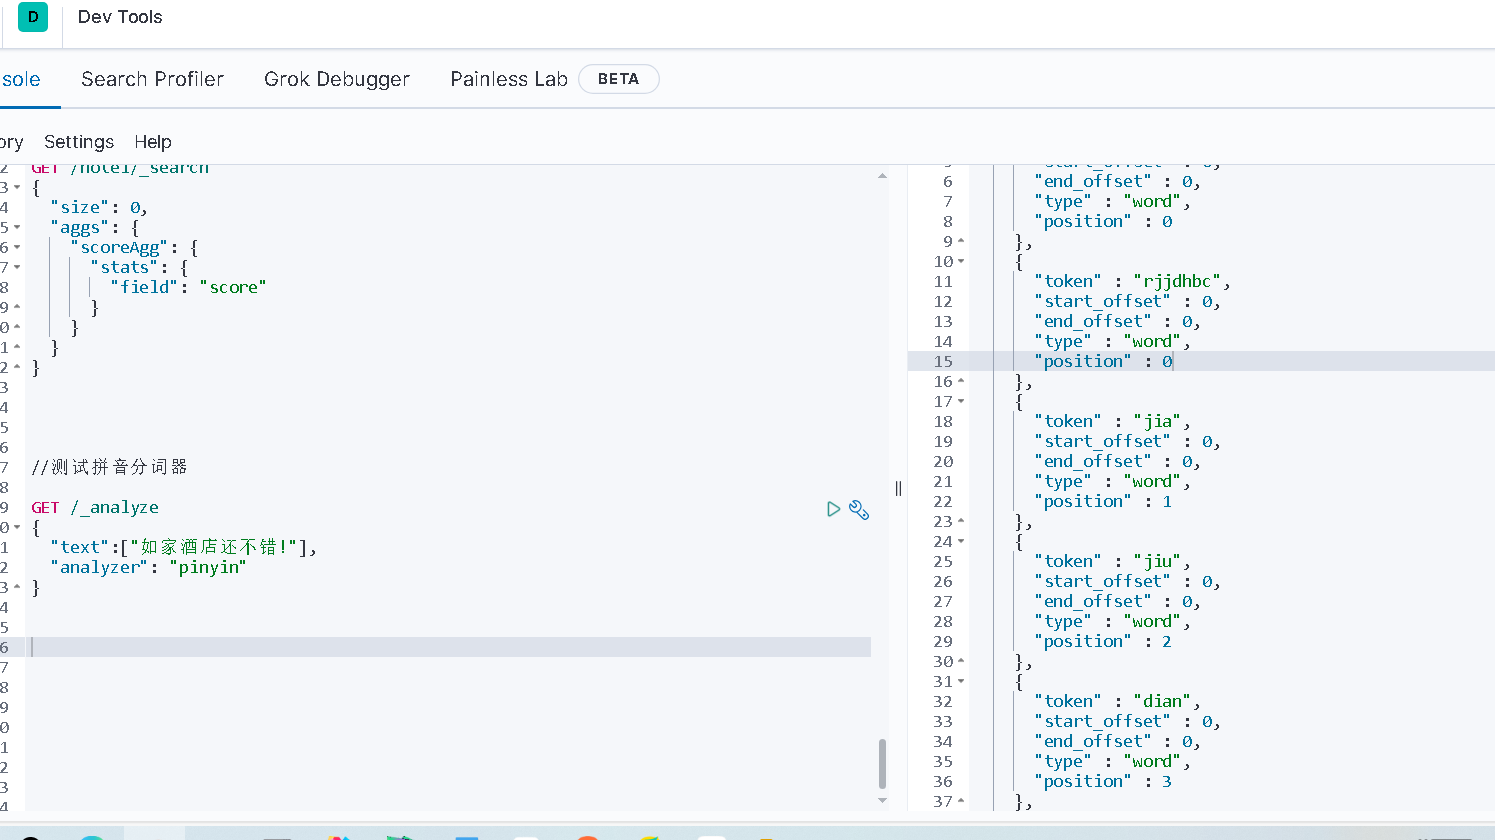 D
Dev Tools
sole
Search Profiler
Grok Debugger
Painless Lab
BETA
ory
Settings
Help
2 GET /hotel/_search
3 {
4 "size": 0,
5 "aggs": {
6 "scoreAgg": {
7 "stats": {
8 "field": "score"
9 }
0 }
1 }
2 }
3
4
5
6
7 //测试拼音分词器
8
9 GET /_analyze
0 {
1 "text":["如家酒店还不错!"],
2 "analyzer": "pinyin"
3 }
4
5
6
7
8
9
0
1
2
3
4
5 "start_offset" : 0,
6 "end_offset" : 0,
7 "type" : "word",
8 "position" : 0
9 },
10 {
11 "token" : "rjjdhbc",
12 "start_offset" : 0,
13 "end_offset" : 0,
14 "type" : "word",
15 "position" : 0
16 },
17 {
18 "token" : "jia",
19 "start_offset" : 0,
20 "end_offset" : 0,
21 "type" : "word",
22 "position" : 1
23 },
24 {
25 "token" : "jiu",
26 "start_offset" : 0,
27 "end_offset" : 0,
28 "type" : "word",
29 "position" : 2
30 },
31 {
32 "token" : "dian",
33 "start_offset" : 0,
34 "end_offset" : 0,
35 "type" : "word",
36 "position" : 3
37 },